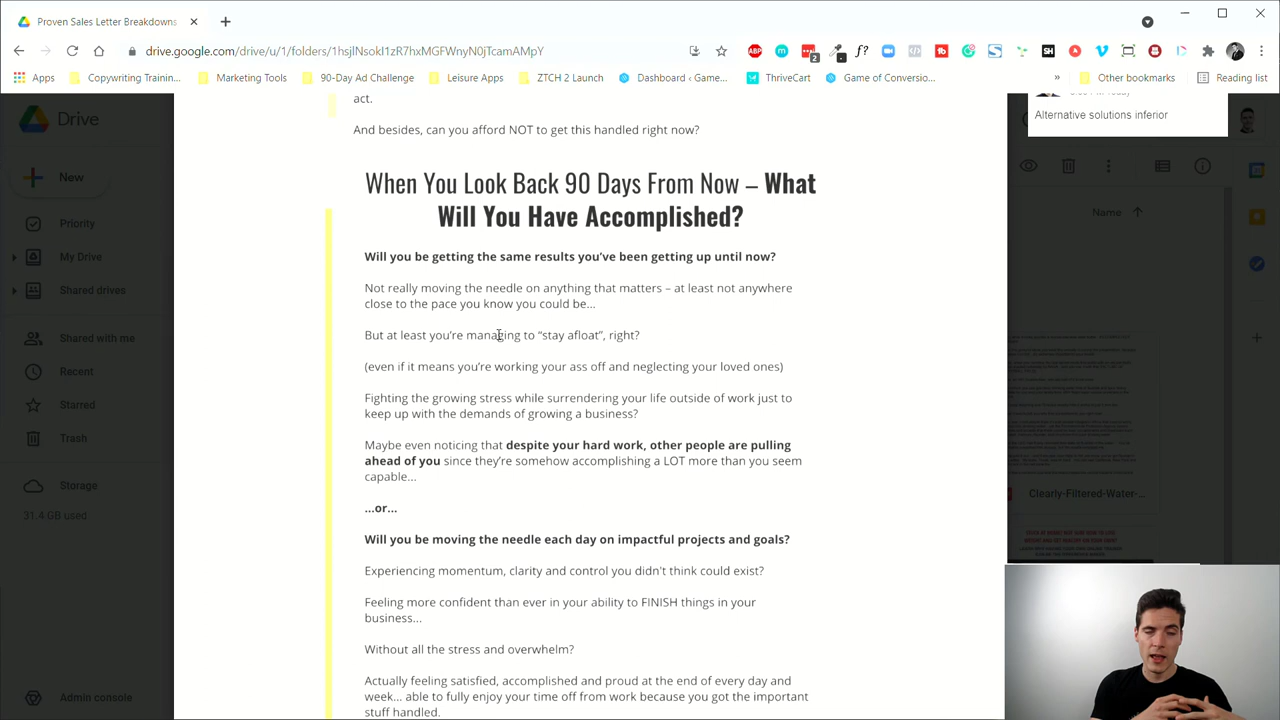 Proven Sales Letter Breakdowns
drive.google.com/drive/u/1/folders/1hsjlNsokI1zR7hxMGFWnyN0jTcamAMpY
Apps
Copywriting Trainin...
Marketing Tools
90-Day Ad Challenge
Leisure Apps
ZTCH 2 Launch
Dashboard ‹ Game...
ThriveCart
Game of Conversio...
»
Other bookmarks
Reading list
Drive
New
Priority
My Drive
Shared drives
Shared with me
Recent
Starred
Trash
Storage
31.4 GB used
Admin console
act.
And besides, can you afford NOT to get this handled right now?
When You Look Back 90 Days From Now – What
Will You Have Accomplished?
Will you be getting the same results you've been getting up until now?
Not really moving the needle on anything that matters – at least not anywhere
close to the pace you know you could be...
But at least you're managing to "stay afloat", right?
(even if it means you're working your ass off and neglecting your loved ones)
Fighting the growing stress while surrendering your life outside of work just to
keep up with the demands of growing a business?
Maybe even noticing that despite your hard work, other people are pulling
ahead of you since they're somehow accomplishing a LOT more than you seem
capable...
...or...
Will you be moving the needle each day on impactful projects and goals?
Experiencing momentum, clarity and control you didn't think could exist?
Feeling more confident than ever in your ability to FINISH things in your
business...
Without all the stress and overwhelm?
Actually feeling satisfied, accomplished and proud at the end of every day and
week... able to fully enjoy your time off from work because you got the important
stuff handled.
Alternative solutions inferior
Name
Clearly-Filtered-Water-...